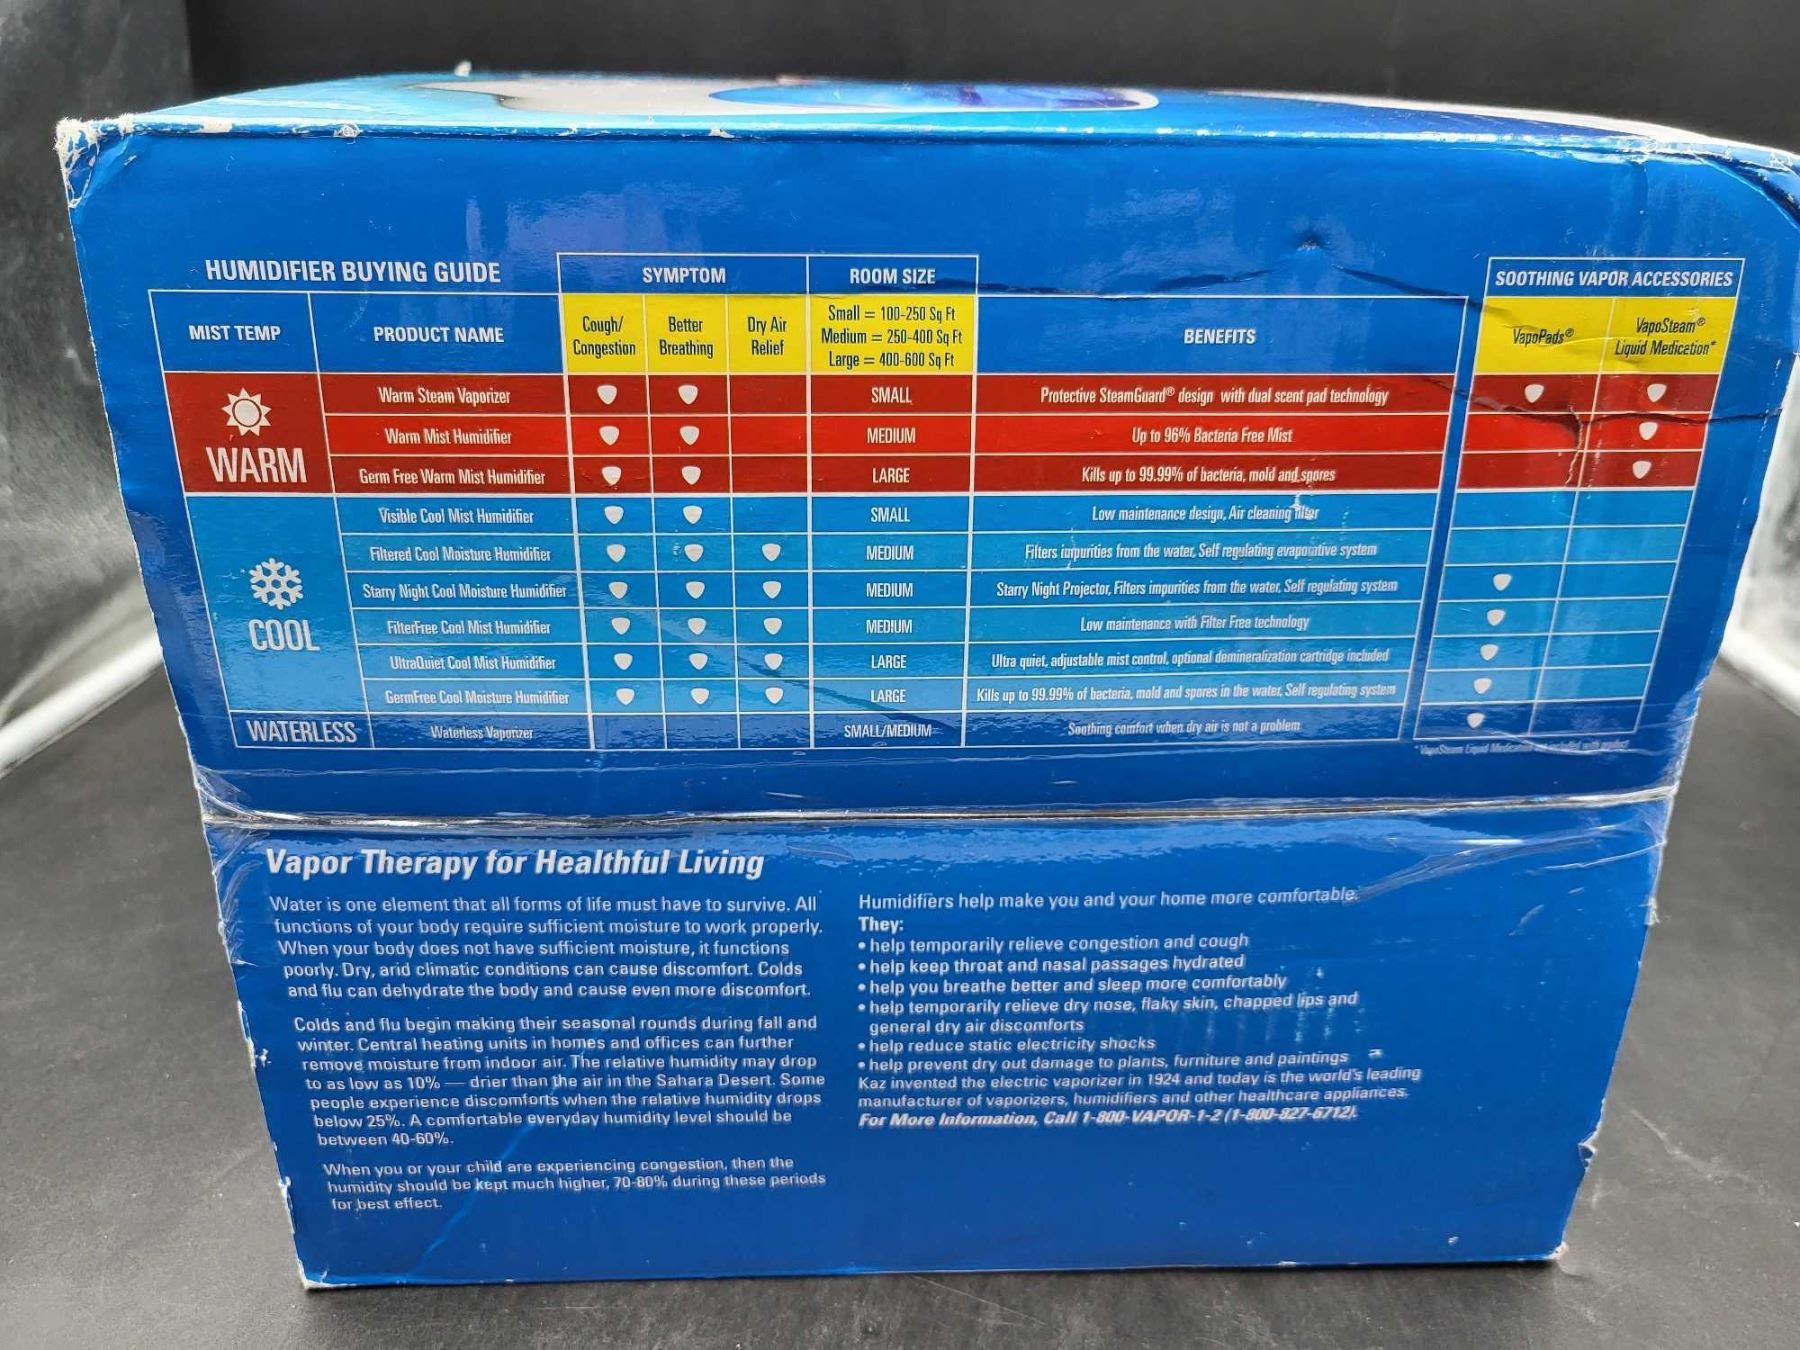 HUMIDIFIER BUYING GUIDE
SYMPTOM
ROOM SIZE
SOOTHING VAPOR ACCESSORIES
MIST TEMP
PRODUCT NAME
Cough/
Congestion
Better
Breathing
Dry Air
Relief
Small = 100-250 Sq Ft
Medium = 250-400 Sq Ft
Large = 400-600 Sq Ft
BENEFITS
VapoPads®
VapoSteam®
Liquid Medication*
WARM
Warm Steam Vaporizer SMALL Protective SteamGuard® design with dual scent pad technology
Warm Mist Humidifier MEDIUM Up to 96% Bacteria Free Mist
Germ Free Warm Mist Humidifier LARGE Kills up to 99.99% of bacteria, mold and spores
COOL
Visible Cool Mist Humidifier SMALL Low maintenance design, Air cleaning filter
Filtered Cool Moisture Humidifier MEDIUM Filters impurities from the water, Self regulating evaporative system
Starry Night Cool Moisture Humidifier MEDIUM Starry Night Projector, Filters impurities from the water, Self regulating system
FilterFree Cool Mist Humidifier MEDIUM Low maintenance with Filter Free technology
UltraQuiet Cool Mist Humidifier LARGE Ultra quiet, adjustable mist control, optional demineralization cartridge included
GermFree Cool Moisture Humidifier LARGE Kills up to 99.99% of bacteria, mold and spores in the water, Self regulating system
WATERLESS Waterless Vaporizer SMALL/MEDIUM Soothing comfort when dry air is not a problem
*VapoSteam Liquid Medication not included with product
Vapor Therapy for Healthful Living
Water is one element that all forms of life must have to survive. All
functions of your body require sufficient moisture to work properly.
When your body does not have sufficient moisture, it functions
poorly. Dry, arid climatic conditions can cause discomfort. Colds
and flu can dehydrate the body and cause even more discomfort.
Colds and flu begin making their seasonal rounds during fall and
winter. Central heating units in homes and offices can further
remove moisture from indoor air. The relative humidity may drop
to as low as 10% — drier than the air in the Sahara Desert. Some
people experience discomforts when the relative humidity drops
below 25%. A comfortable everyday humidity level should be
between 40-60%.
When you or your child are experiencing congestion, then the
humidity should be kept much higher, 70-80% during these periods
for best effect.
Humidifiers help make you and your home more comfortable.
They:
• help temporarily relieve congestion and cough
• help keep throat and nasal passages hydrated
• help you breathe better and sleep more comfortably
• help temporarily relieve dry nose, flaky skin, chapped lips and
general dry air discomforts
• help reduce static electricity shocks
• help prevent dry out damage to plants, furniture and paintings
Kaz invented the electric vaporizer in 1924 and today is the world's leading
manufacturer of vaporizers, humidifiers and other healthcare appliances.
For More Information, Call 1-800-VAPOR-1-2 (1-800-827-6712).